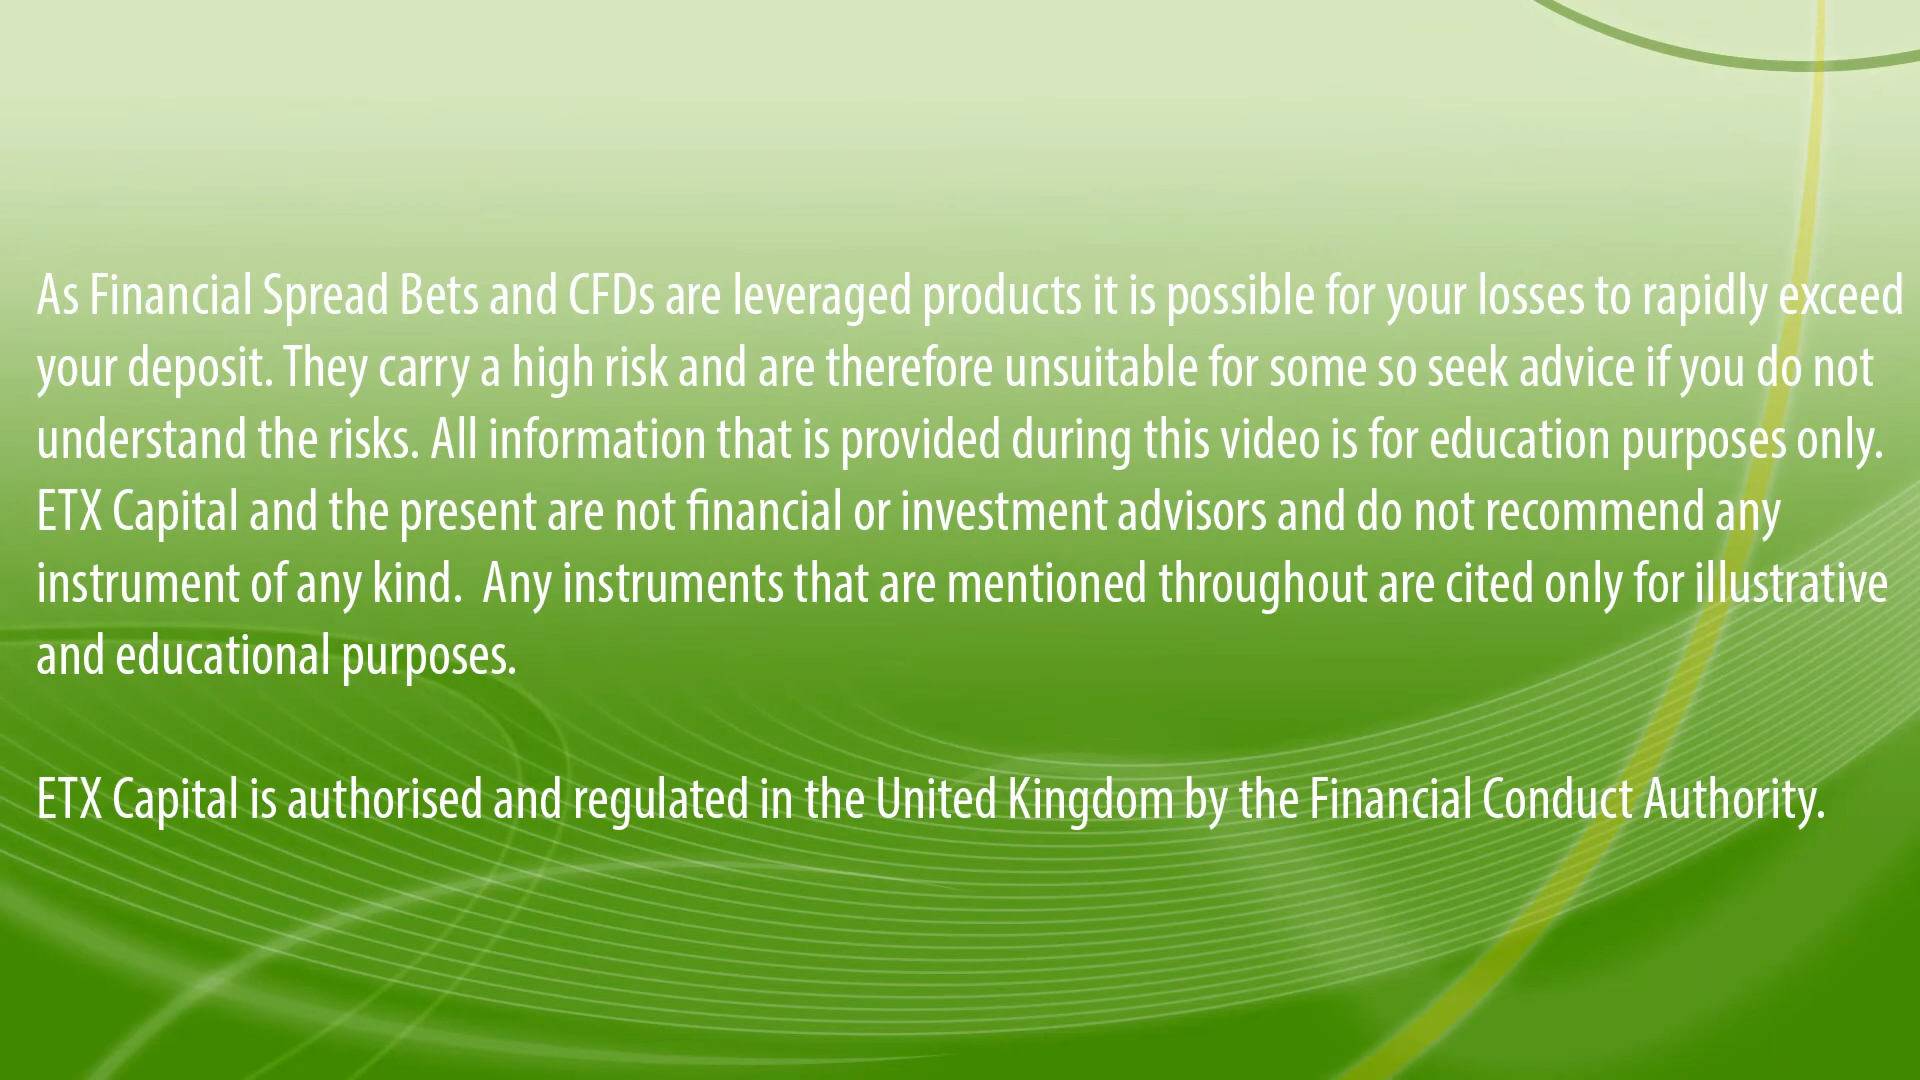 As Financial Spread Bets and CFDs are leveraged products it is possible for your losses to rapidly exceed
your deposit. They carry a high risk and are therefore unsuitable for some so seek advice if you do not
understand the risks. All information that is provided during this video is for education purposes only.
ETX Capital and the present are not financial or investment advisors and do not recommend any
instrument of any kind.  Any instruments that are mentioned throughout are cited only for illustrative
and educational purposes.
ETX Capital is authorised and regulated in the United Kingdom by the Financial Conduct Authority.